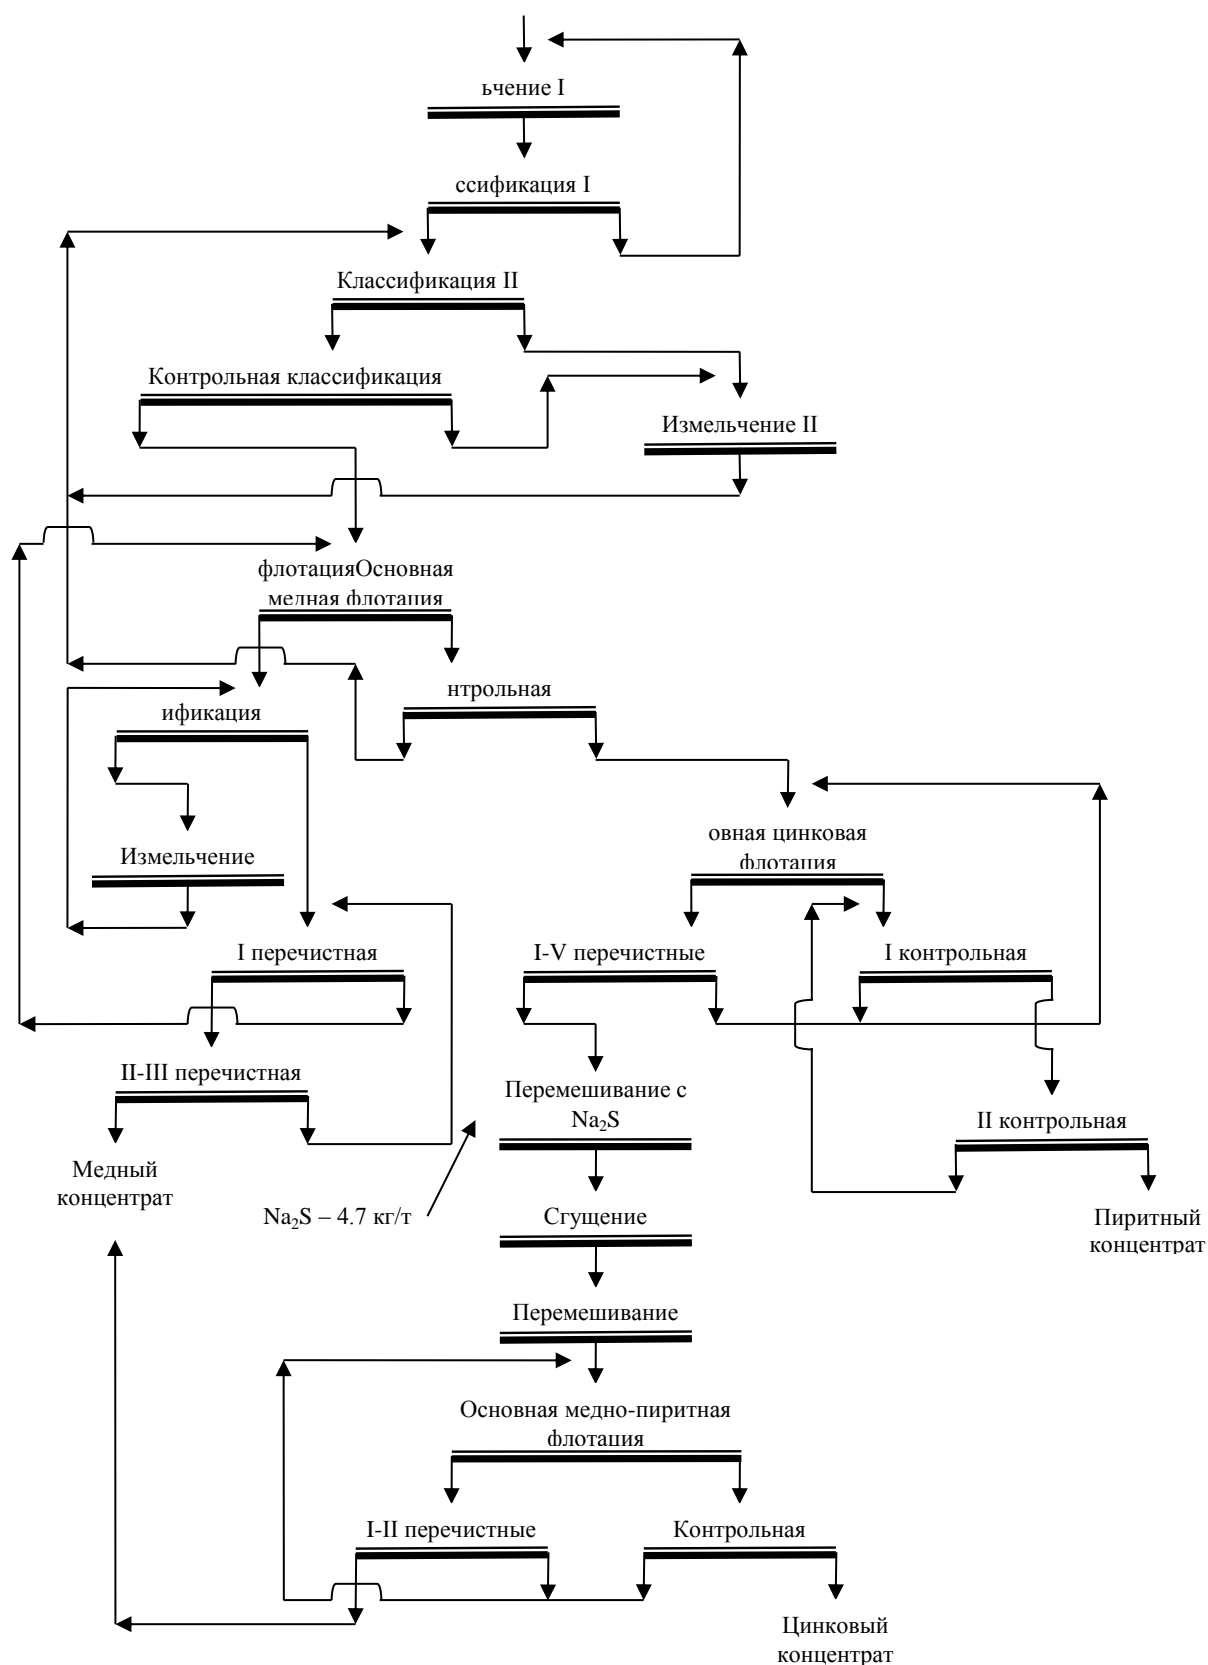 ьчение I
ссификация I
Классификация II
Контрольная классификация
Измельчение II
флотацияОсновная
медная флотация
нтрольная
ификация
овная цинковая
флотация
Измельчение
I перечистная
I-V перечистные
I контрольная
II-III перечистная
Перемешивание с
Na₂S
II контрольная
Медный
концентрат
Na₂S – 4.7 кг/т
Сгущение
Пиритный
концентрат
Перемешивание
Основная медно-пиритная
флотация
I-II перечистные
Контрольная
Цинковый
концентрат